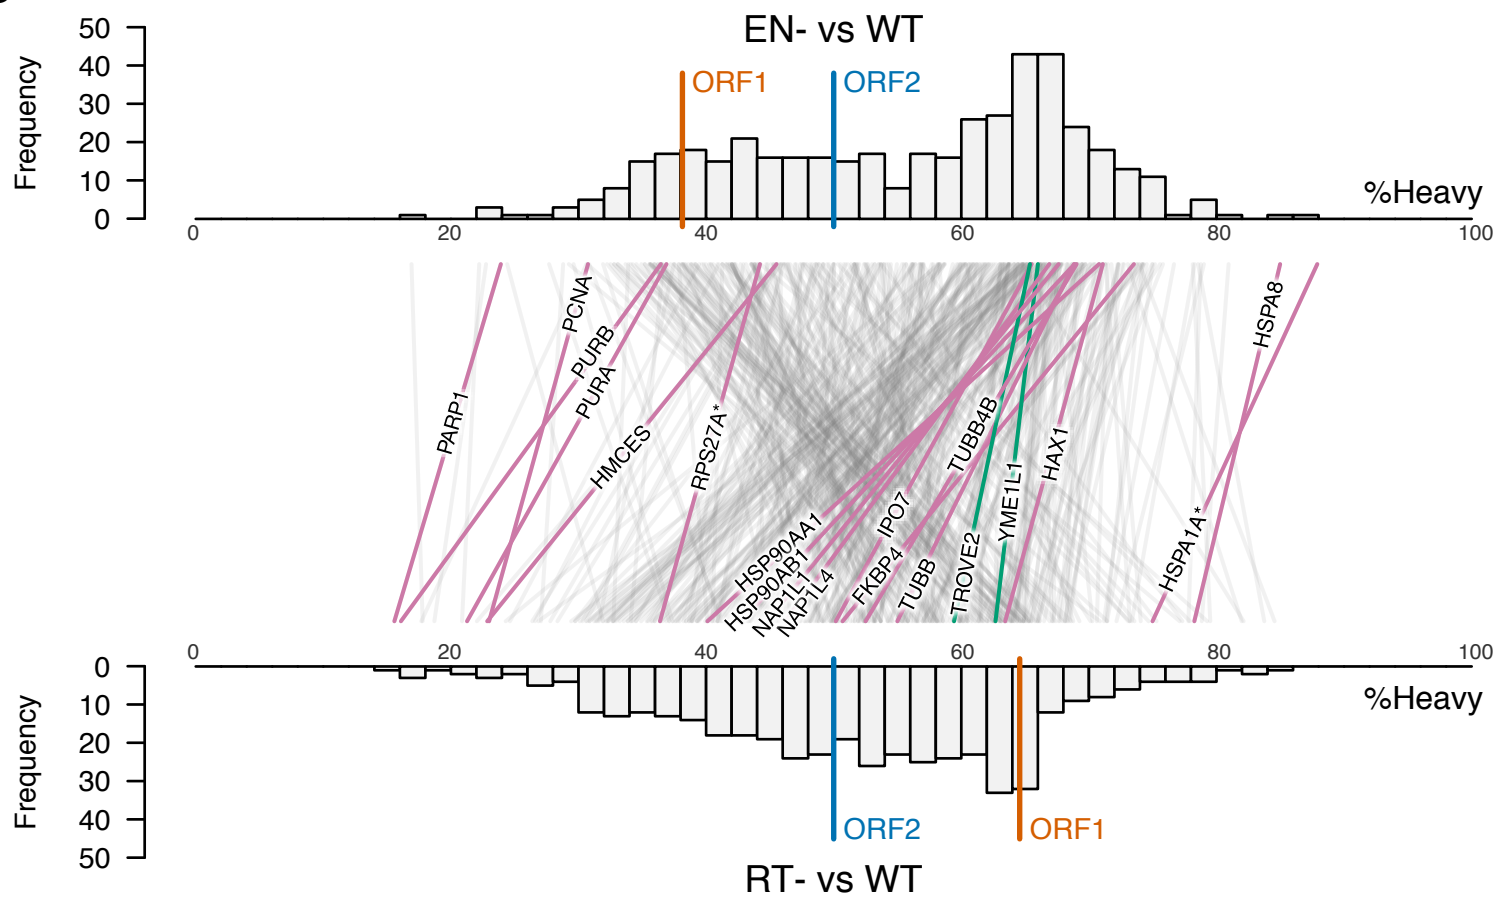 EN- vs WT
Frequency
50
40
30
20
10
0
ORF1
ORF2
%Heavy
0 20 40 60 80 100
PARP1
PCNA
PURB
PURA
HMCES
RPS27A*
HSP90AA1
HSP90AB1
NAP1L1
NAP1L4
IPO7
FKBP4
TUBB
TUBB4B
TROVE2
YME1L1
HAX1
HSPA1A*
HSPA8
0 20 40 60 80 100
%Heavy
Frequency
0
10
20
30
40
50
ORF2
ORF1
RT- vs WT